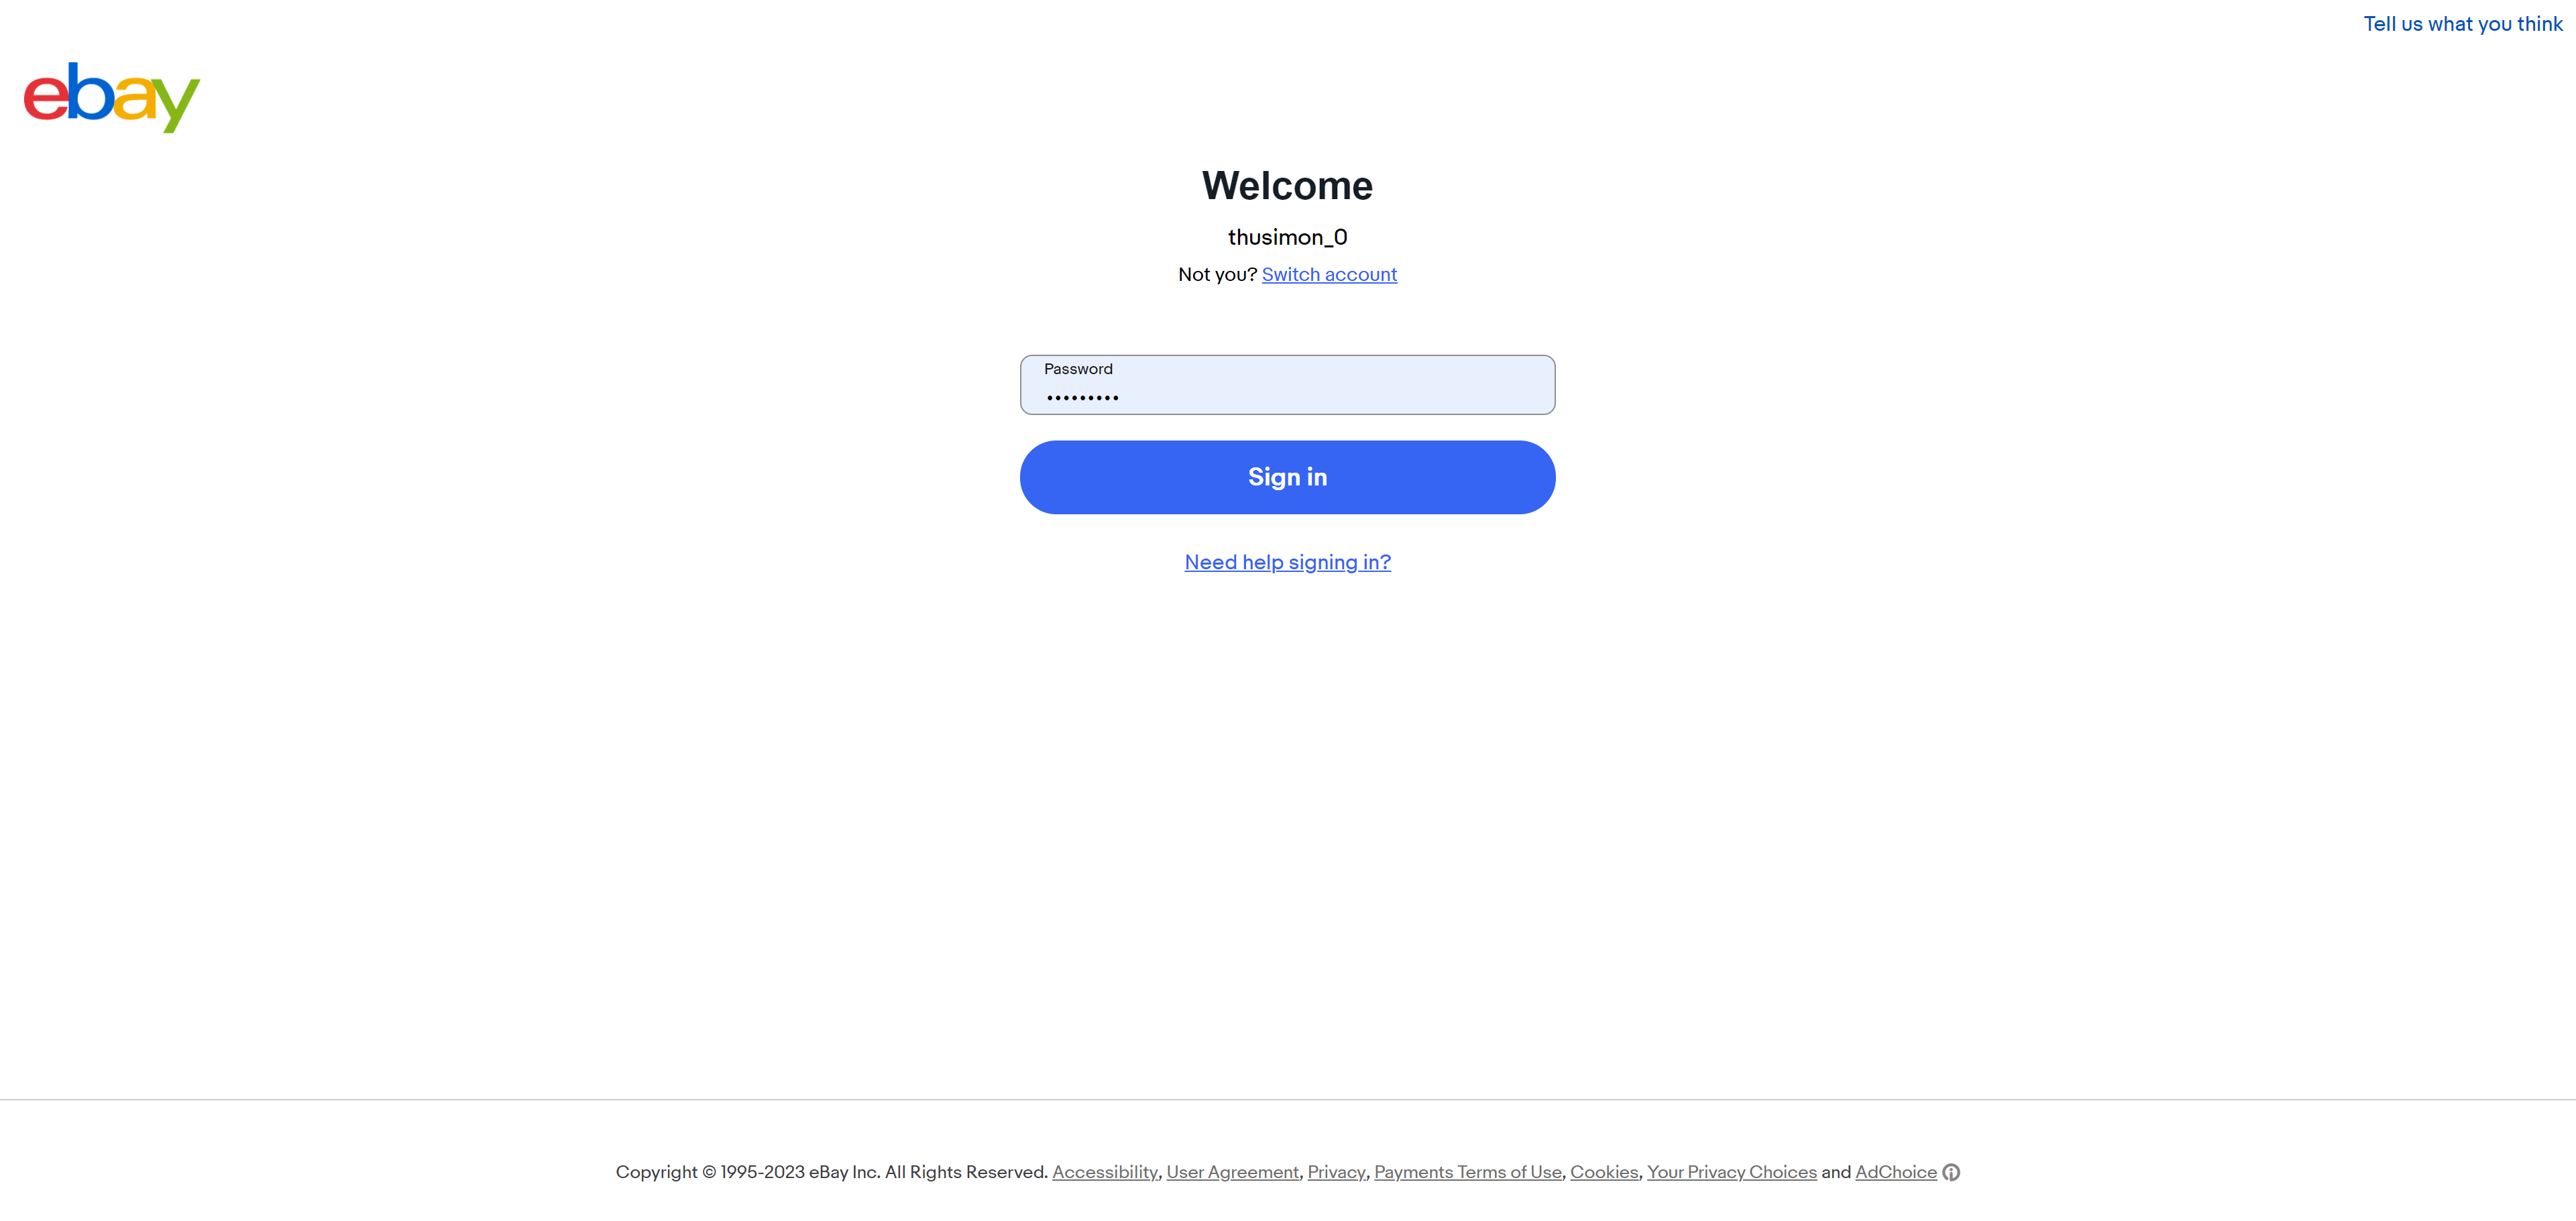 Tell us what you think
ebay
Welcome
thusimon_0
Not you? Switch account
Password
•••••••••
Sign in
Need help signing in?
Copyright © 1995-2023 eBay Inc. All Rights Reserved. Accessibility, User Agreement, Privacy, Payments Terms of Use, Cookies, Your Privacy Choices and AdChoice